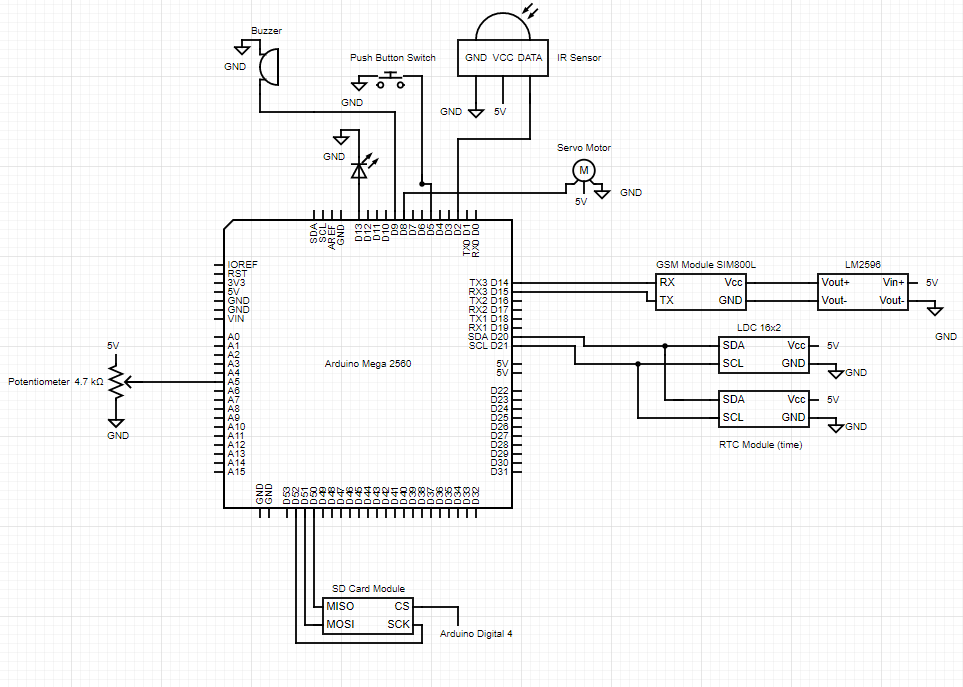 Buzzer
GND
Push Button Switch
GND
GND VCC DATA
IR Sensor
GND
5V
GND
Servo Motor
M
5V
GND
SDA
SCL
AREF
GND
D13
D12
D11
D10
D9
D8
D7
D6
D5
D4
D3
D2
TX0 D1
RX0 D0
IOREF
RST
3V3
5V
GND
GND
VIN
A0
A1
A2
A3
A4
A5
A6
A7
A8
A9
A10
A11
A12
A13
A14
A15
Arduino Mega 2560
TX3 D14
RX3 D15
TX2 D16
RX2 D17
TX1 D18
RX1 D19
SDA D20
SCL D21
5V
5V
D22
D23
D24
D25
D26
D27
D28
D29
D30
D31
GND
GND
D53
D52
D51
D50
D49
D48
D47
D46
D45
D44
D43
D42
D41
D40
D39
D38
D37
D36
D35
D34
D33
D32
5V
Potentiometer 4.7 kΩ
GND
GSM Module SIM800L
RX Vcc
TX GND
LM2596
Vout+ Vin+
Vout- Vout-
5V
GND
LDC 16x2
SDA Vcc
SCL GND
5V
GND
SDA Vcc
SCL GND
5V
GND
RTC Module (time)
SD Card Module
MISO CS
MOSI SCK
Arduino Digital 4